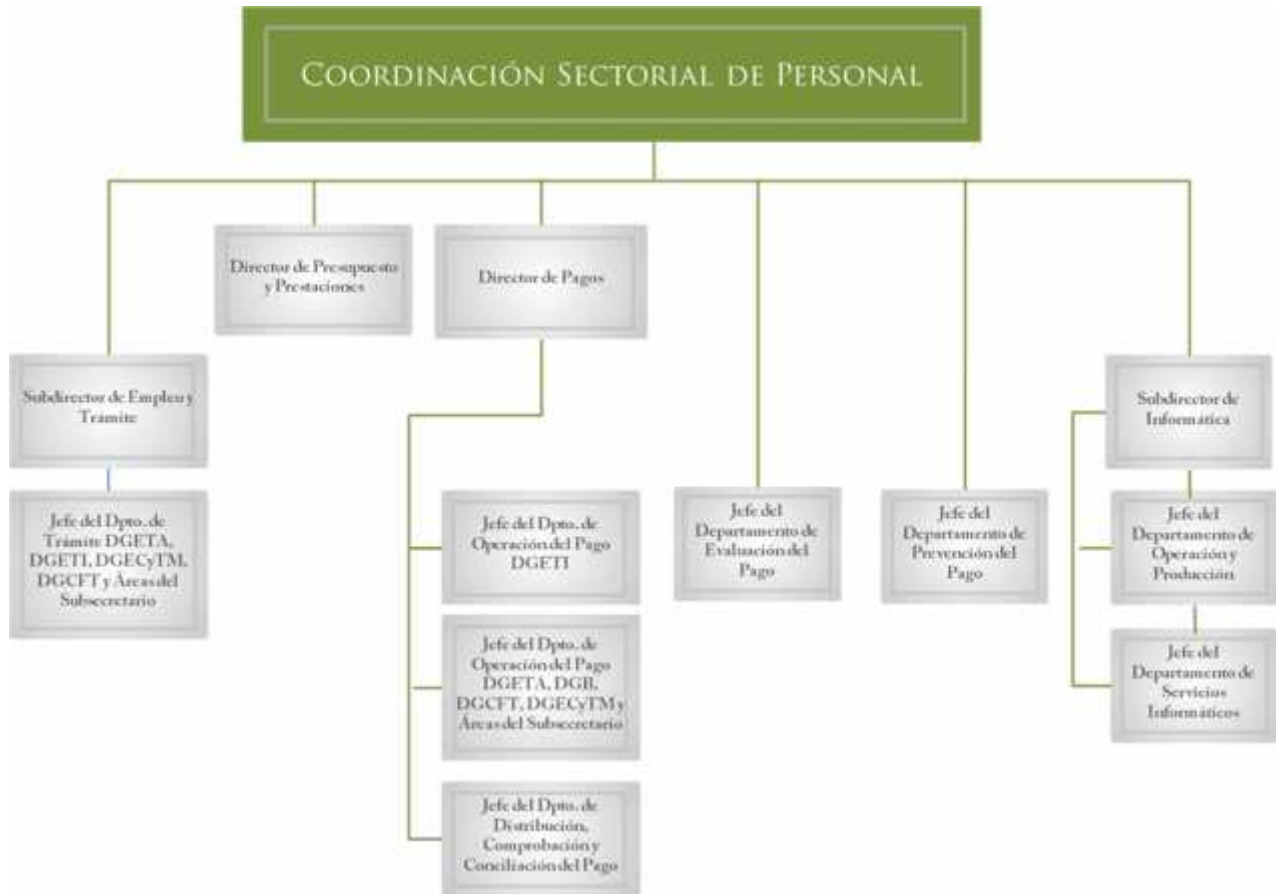 COORDINACIÓN SECTORIAL DE PERSONAL
Director de Presupuesto
y Prestaciones
Director de Pagos
Subdirector de Empleo y
Trámite
Subdirector de
Informática
Jefe del Dpto. de
Trámite DGETA,
DGETI, DGECyTM,
DGCFT y Áreas del
Subsecretario
Jefe del Dpto. de
Operación del Pago
DGETI
Jefe del
Departamento de
Evaluación del
Pago
Jefe del
Departamento de
Prevención del
Pago
Jefe del
Departamento de
Operación y
Producción
Jefe del Dpto. de
Operación del Pago
DGETA, DGB,
DGCFT, DGECyTM y
Áreas del Subsecretario
Jefe del
Departamento de
Servicios
Informáticos
Jefe del Dpto. de
Distribución,
Comprobación y
Conciliación del Pago